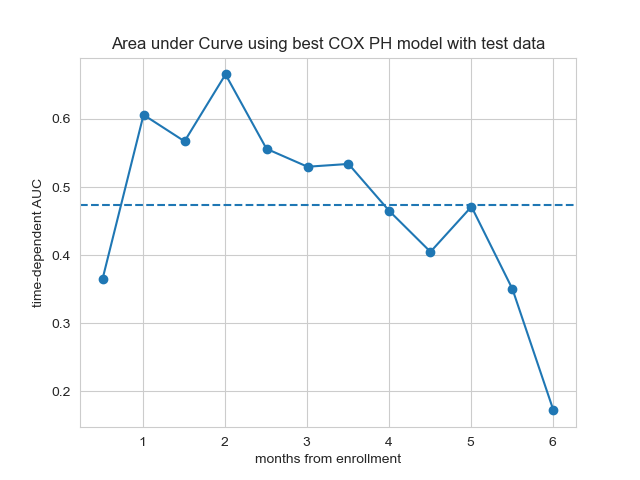 Area under Curve using best COX PH model with test data
time-dependent AUC
0.6
0.5
0.4
0.3
0.2
1 2 3 4 5 6
months from enrollment